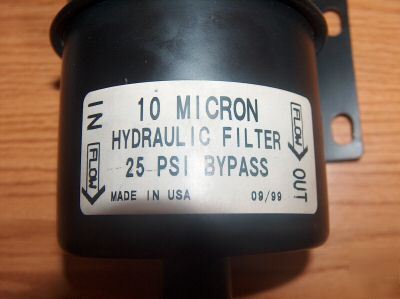 10 MICRON
HYDRAULIC FILTER
25 PSI BYPASS
MADE IN USA 09/99
IN
FLOW
FLOW
OUT